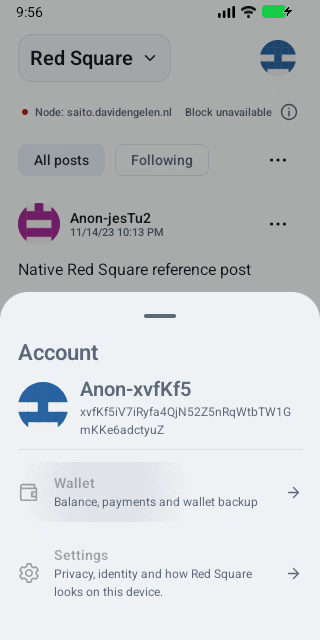 9:56
Red Square
Node: saito.davidengelen.nl Block unavailable
All posts Following
Anon-jesTu2
11/14/23 10:13 PM
Native Red Square reference post
Account
Anon-xvfKf5
xvfKf5iV7iRyfa4QjN52Z5nRqWtbTW1G
mKKe6adctyuZ
Wallet
Balance, payments and wallet backup
Settings
Privacy, identity and how Red Square
looks on this device.